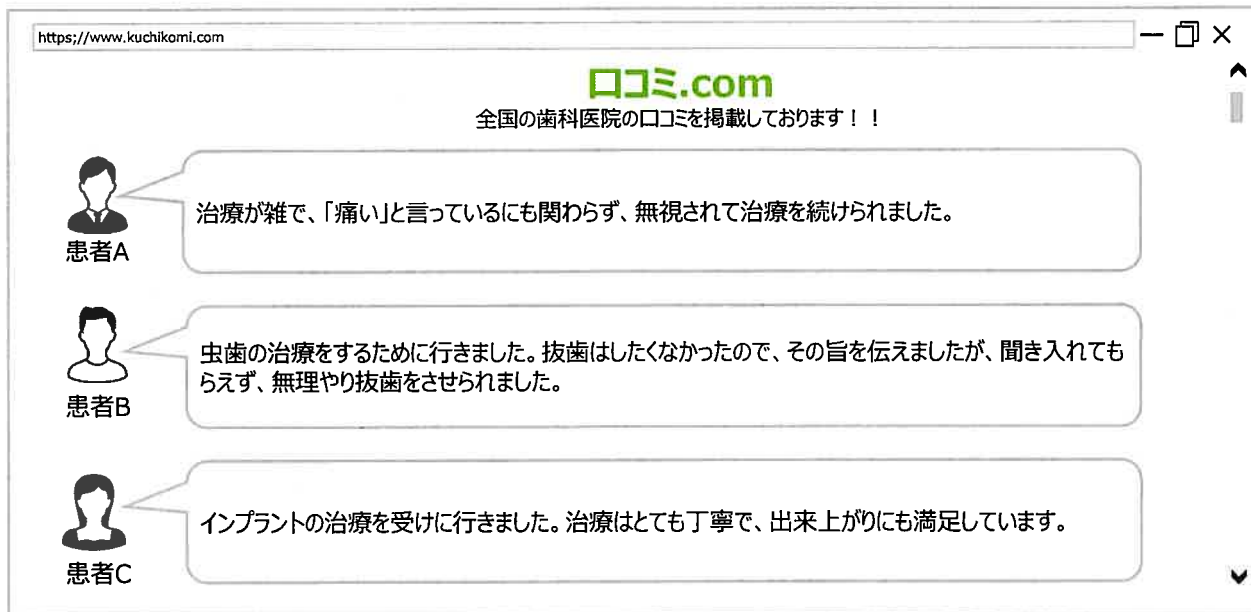 https;//www.kuchikomi.com
口コミ.com
全国の歯科医院の口コミを掲載しております！！
治療が雑で、「痛い」と言っているにも関わらず、無視されて治療を続けられました。
患者A
虫歯の治療をするために行きました。抜歯はしたくなかったので、その旨を伝えましたが、聞き入れても
らえず、無理やり抜歯をさせられました。
患者B
インプラントの治療を受けに行きました。治療はとても丁寧で、出来上がりにも満足しています。
患者C